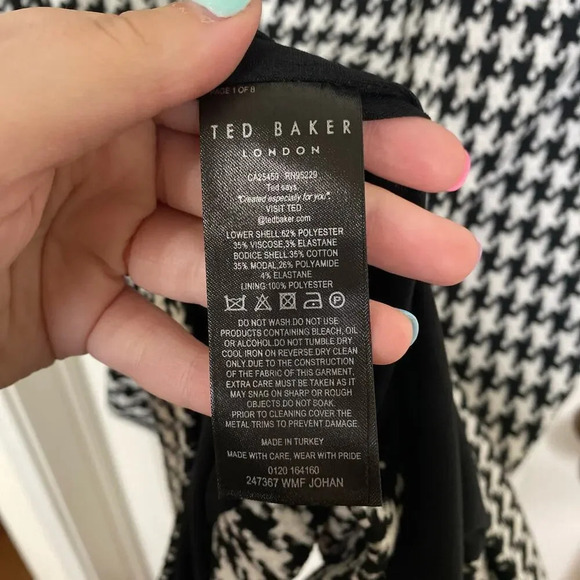 PAGE 1 OF 8
TED BAKER
LONDON
CA25459 RN95229
Ted says,
"Created especially for you".
VISIT TED
@tedbaker.com
LOWER SHELL:62% POLYESTER
35% VISCOSE,3% ELASTANE
BODICE SHELL:35% COTTON
35% MODAL,26% POLYAMIDE
4% ELASTANE
LINING:100% POLYESTER
DO NOT WASH.DO NOT USE
PRODUCTS CONTAINING BLEACH, OIL
OR ALCOHOL.DO NOT TUMBLE DRY.
COOL IRON ON REVERSE.DRY CLEAN
ONLY.DUE TO THE CONSTRUCTION
OF THE FABRIC OF THIS GARMENT,
EXTRA CARE MUST BE TAKEN AS IT
MAY SNAG ON SHARP OR ROUGH
OBJECTS.DO NOT SOAK.
PRIOR TO CLEANING COVER THE
METAL TRIMS TO PREVENT DAMAGE.
MADE IN TURKEY
MADE WITH CARE, WEAR WITH PRIDE
0120 164160
247367 WMF JOHAN